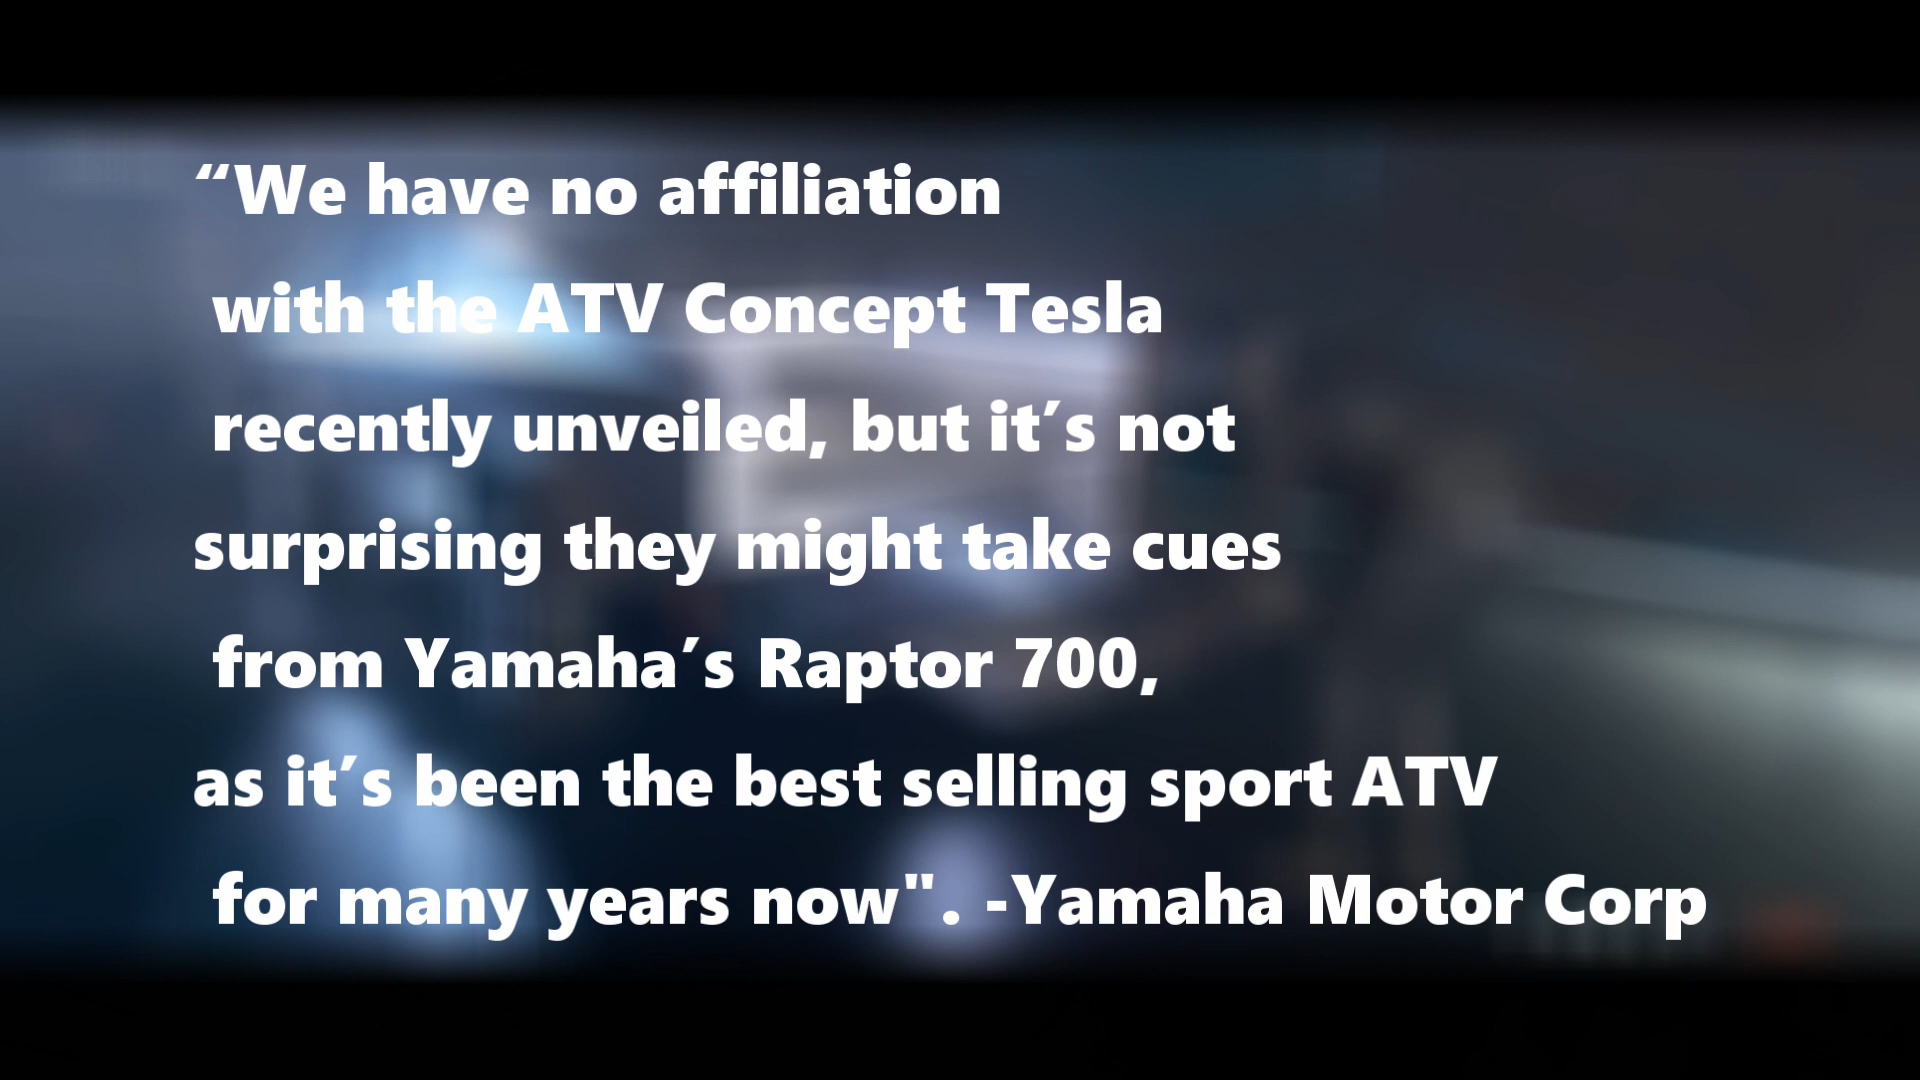 “We have no affiliation
with the ATV Concept Tesla
recently unveiled, but it’s not
surprising they might take cues
from Yamaha’s Raptor 700,
as it’s been the best selling sport ATV
for many years now". -Yamaha Motor Corp